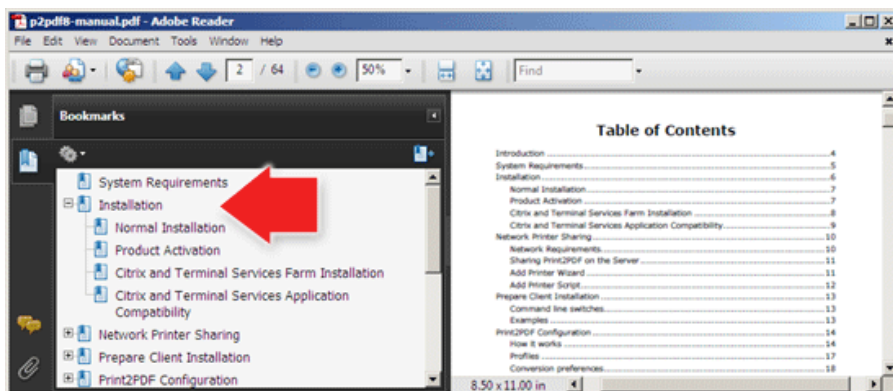 p2pdf8-manual.pdf - Adobe Reader
File Edit View Document Tools Window Help
2 / 64 50% Find
Bookmarks
System Requirements
Installation
Normal Installation
Product Activation
Citrix and Terminal Services Farm Installation
Citrix and Terminal Services Application
Compatibility
Network Printer Sharing
Prepare Client Installation
Print2PDF Configuration
Table of Contents
Introduction 4
System Requirements 5
Installation 6
Normal Installation 7
Product Activation 7
Citrix and Terminal Services Farm Installation 8
Citrix and Terminal Services Application Compatibility 9
Network Printer Sharing 10
Network Requirements 10
Sharing Print2PDF on the Server 11
Add Printer Wizard 11
Add Printer Script 12
Prepare Client Installation 13
Command line switches 13
Examples 13
Print2PDF Configuration 14
How it works 14
Profiles 17
Conversion preferences 18
8.50 x 11.00 in